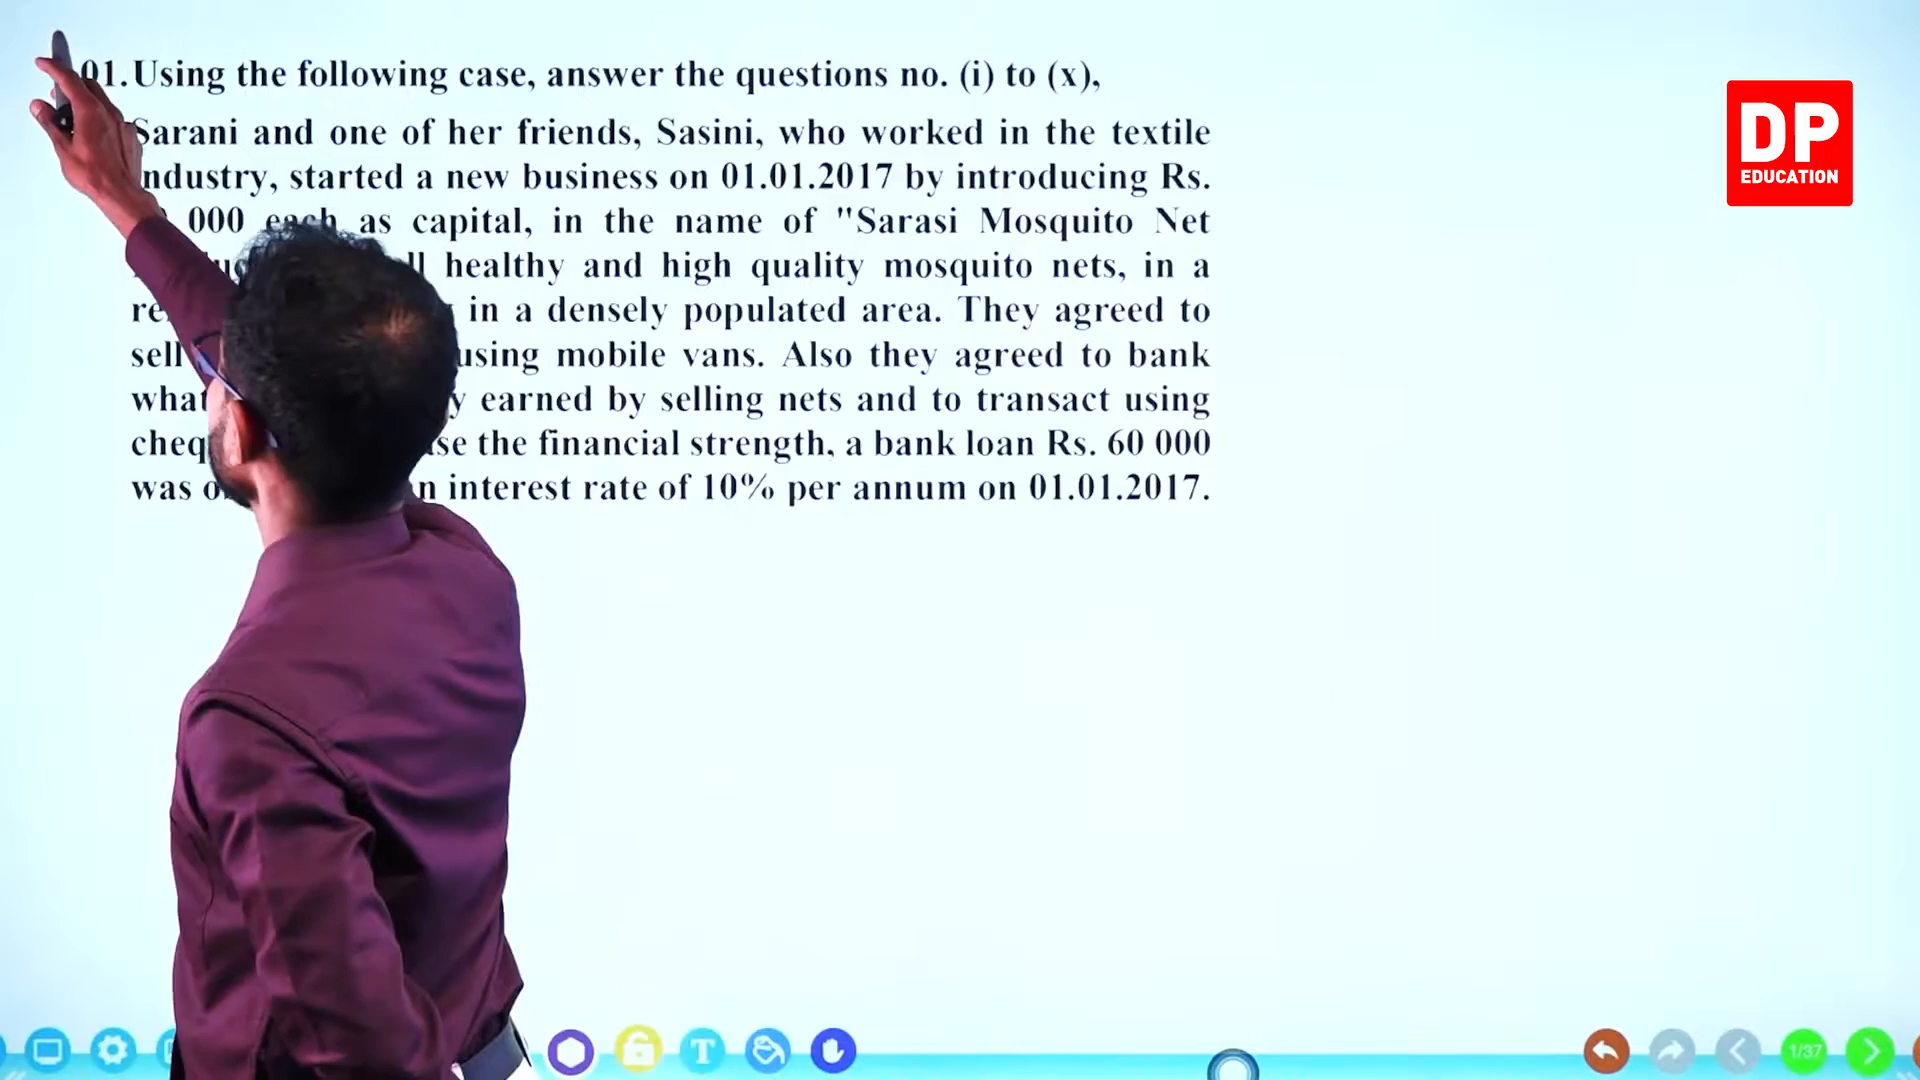 01. Using the following case, answer the questions no. (i) to (x),
Sarani and one of her friends, Sasini, who worked in the textile
industry, started a new business on 01.01.2017 by introducing Rs.
000 each as capital, in the name of "Sarasi Mosquito Net
healthy and high quality mosquito nets, in a
in a densely populated area. They agreed to
sell using mobile vans. Also they agreed to bank
earned by selling nets and to transact using
the financial strength, a bank loan Rs. 60 000
was interest rate of 10% per annum on 01.01.2017.
DP
EDUCATION
T
1/37